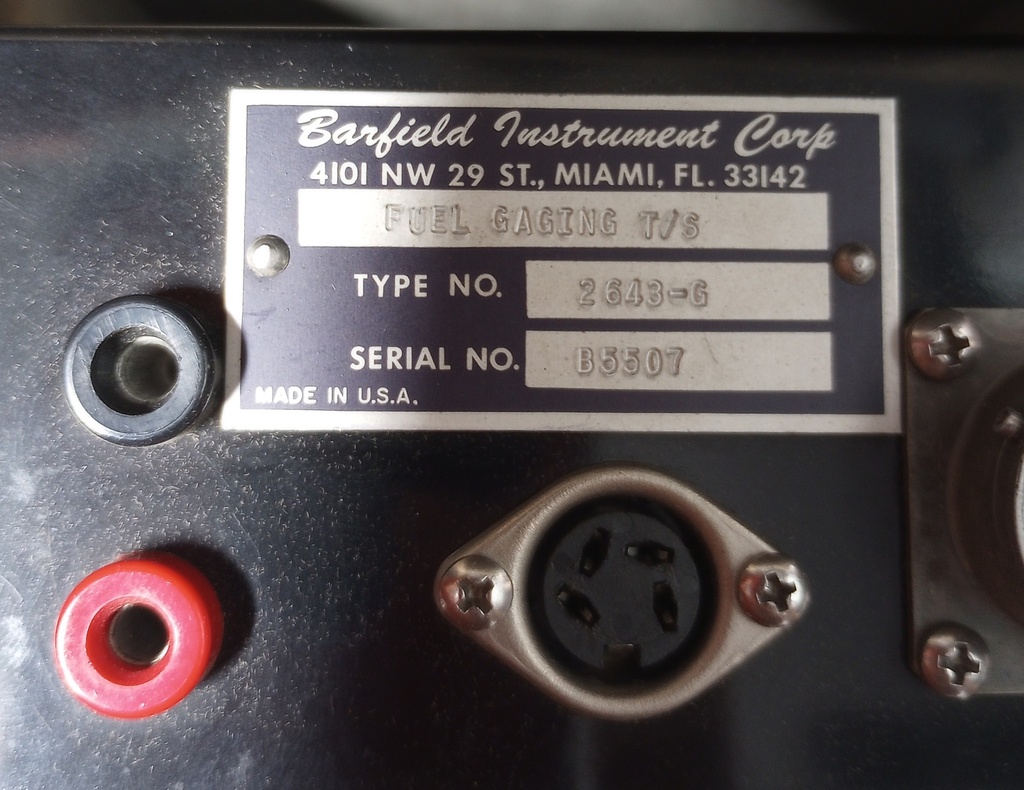 Barfield Instrument Corp
4101 NW 29 ST., MIAMI, FL. 33142
FUEL GAGING T/S
TYPE NO. 2643-G
SERIAL NO. B5507
MADE IN U.S.A.